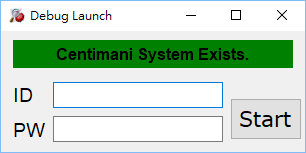 Debug Launch
Centimani System Exists.
ID
PW
Start